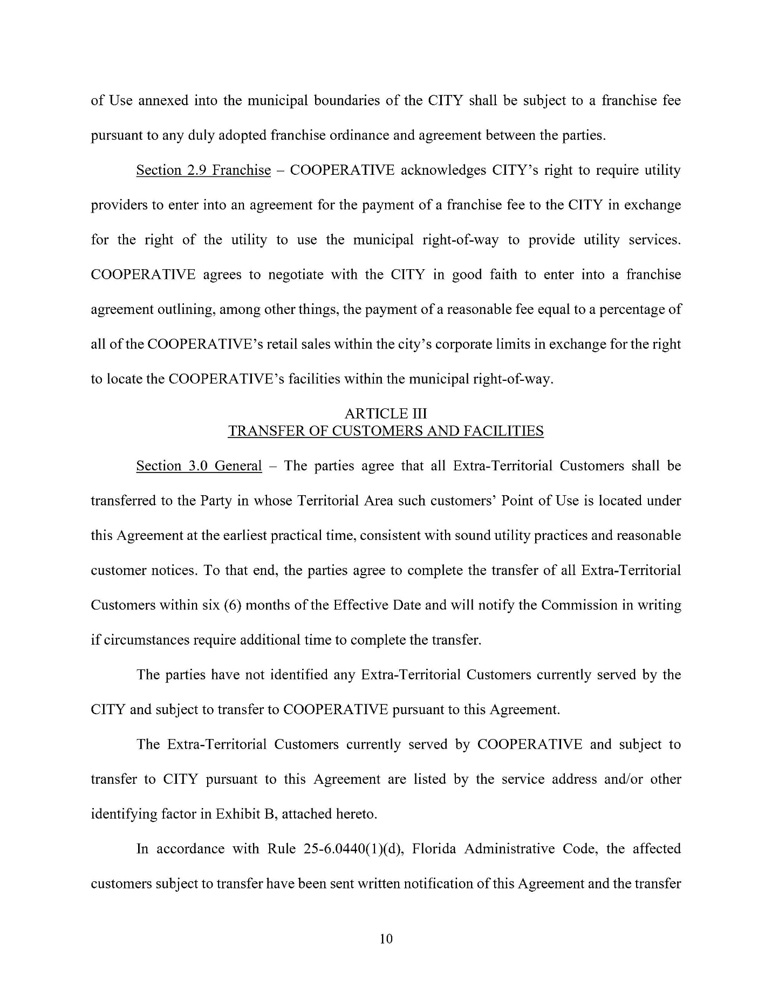 of Use annexed into the municipal boundaries of the CITY shall be subject to a franchise fee
pursuant to any duly adopted franchise ordinance and agreement between the parties.
Section 2.9 Franchise – COOPERATIVE acknowledges CITY’s right to require utility
providers to enter into an agreement for the payment of a franchise fee to the CITY in exchange
for the right of the utility to use the municipal right-of-way to provide utility services.
COOPERATIVE agrees to negotiate with the CITY in good faith to enter into a franchise
agreement outlining, among other things, the payment of a reasonable fee equal to a percentage of
all of the COOPERATIVE’s retail sales within the city’s corporate limits in exchange for the right
to locate the COOPERATIVE’s facilities within the municipal right-of-way.
ARTICLE III
TRANSFER OF CUSTOMERS AND FACILITIES
Section 3.0 General – The parties agree that all Extra-Territorial Customers shall be
transferred to the Party in whose Territorial Area such customers’ Point of Use is located under
this Agreement at the earliest practical time, consistent with sound utility practices and reasonable
customer notices. To that end, the parties agree to complete the transfer of all Extra-Territorial
Customers within six (6) months of the Effective Date and will notify the Commission in writing
if circumstances require additional time to complete the transfer.
The parties have not identified any Extra-Territorial Customers currently served by the
CITY and subject to transfer to COOPERATIVE pursuant to this Agreement.
The Extra-Territorial Customers currently served by COOPERATIVE and subject to
transfer to CITY pursuant to this Agreement are listed by the service address and/or other
identifying factor in Exhibit B, attached hereto.
In accordance with Rule 25-6.0440(1)(d), Florida Administrative Code, the affected
customers subject to transfer have been sent written notification of this Agreement and the transfer
10